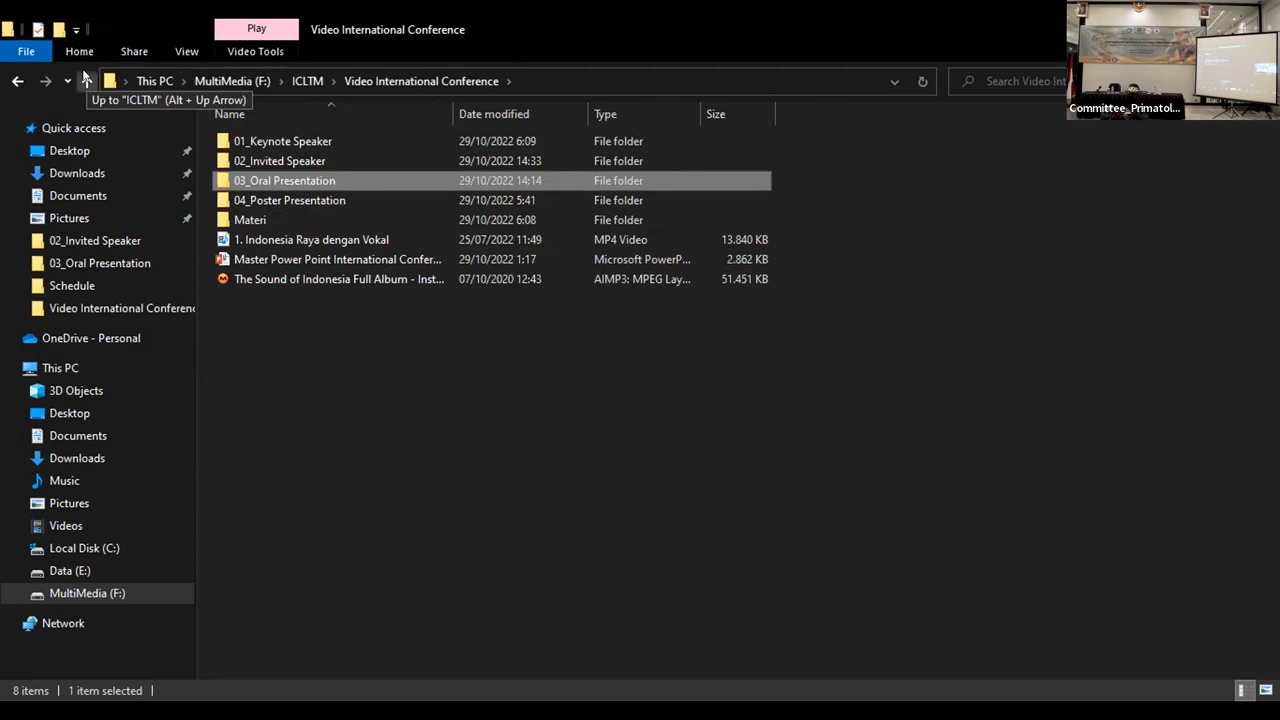 Play Video International Conference
File Home Share View Video Tools
This PC MultiMedia (F:) ICLTM Video International Conference Search Video Int
Up to "ICLTM" (Alt + Up Arrow)
Committee_Primatol...
Name Date modified Type Size
Quick access
Desktop
Downloads
Documents
Pictures
02_Invited Speaker
03_Oral Presentation
Schedule
Video International Conferenc
OneDrive - Personal
This PC
3D Objects
Desktop
Documents
Downloads
Music
Pictures
Videos
Local Disk (C:)
Data (E:)
MultiMedia (F:)
Network
01_Keynote Speaker 29/10/2022 6:09 File folder
02_Invited Speaker 29/10/2022 14:33 File folder
03_Oral Presentation 29/10/2022 14:14 File folder
04_Poster Presentation 29/10/2022 5:41 File folder
Materi 29/10/2022 6:08 File folder
1. Indonesia Raya dengan Vokal 25/07/2022 11:49 MP4 Video 13.840 KB
Master Power Point International Confer... 29/10/2022 1:17 Microsoft PowerP... 2.862 KB
The Sound of Indonesia Full Album - Inst... 07/10/2020 12:43 AIMP3: MPEG Lay... 51.451 KB
8 items 1 item selected